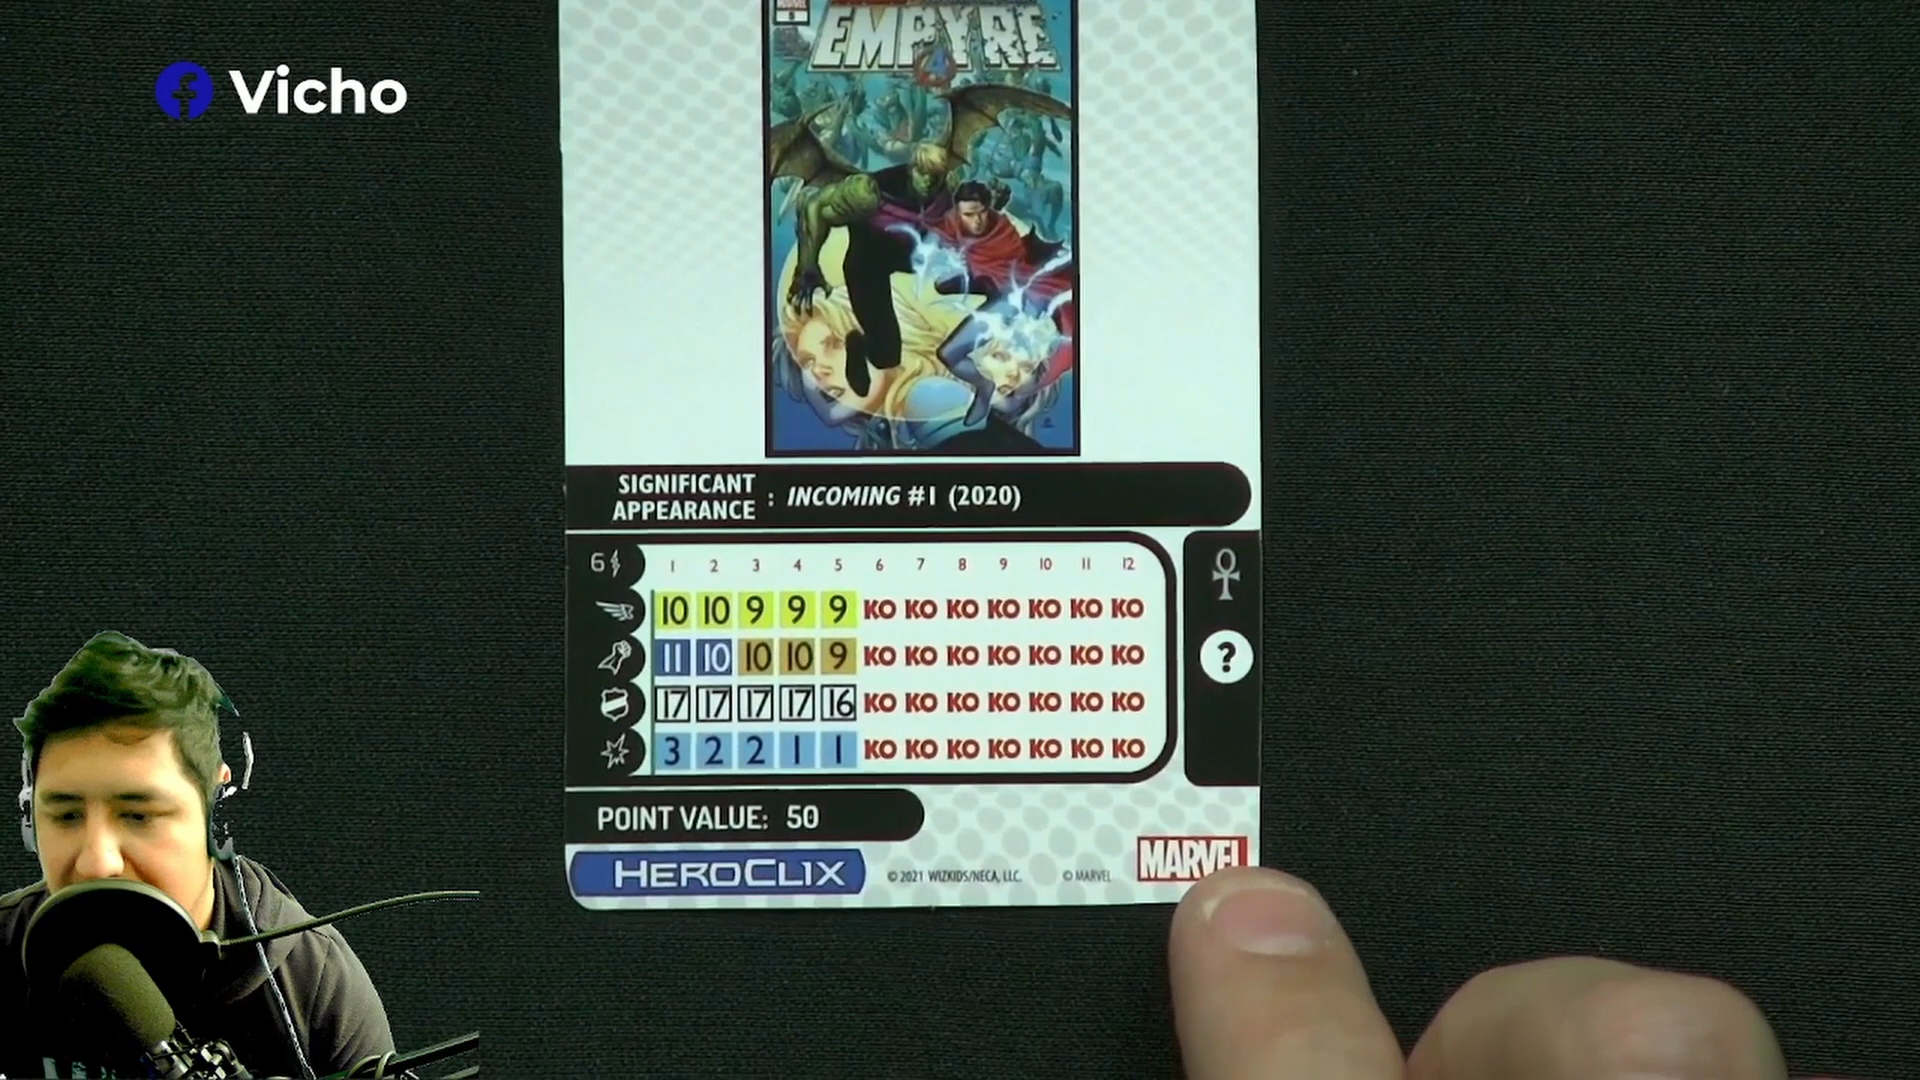 Vicho
MARVEL
EMPYRE
SIGNIFICANT
APPEARANCE : INCOMING #1 (2020)
6 1 2 3 4 5 6 7 8 9 10 11 12
10 10 9 9 9 KO KO KO KO KO KO KO
11 10 10 10 9 KO KO KO KO KO KO KO
17 17 17 17 16 KO KO KO KO KO KO KO
3 2 2 1 1 KO KO KO KO KO KO KO
?
POINT VALUE: 50
HEROCLIX
© 2021 WIZKIDS/NECA, LLC. © MARVEL
MARVEL